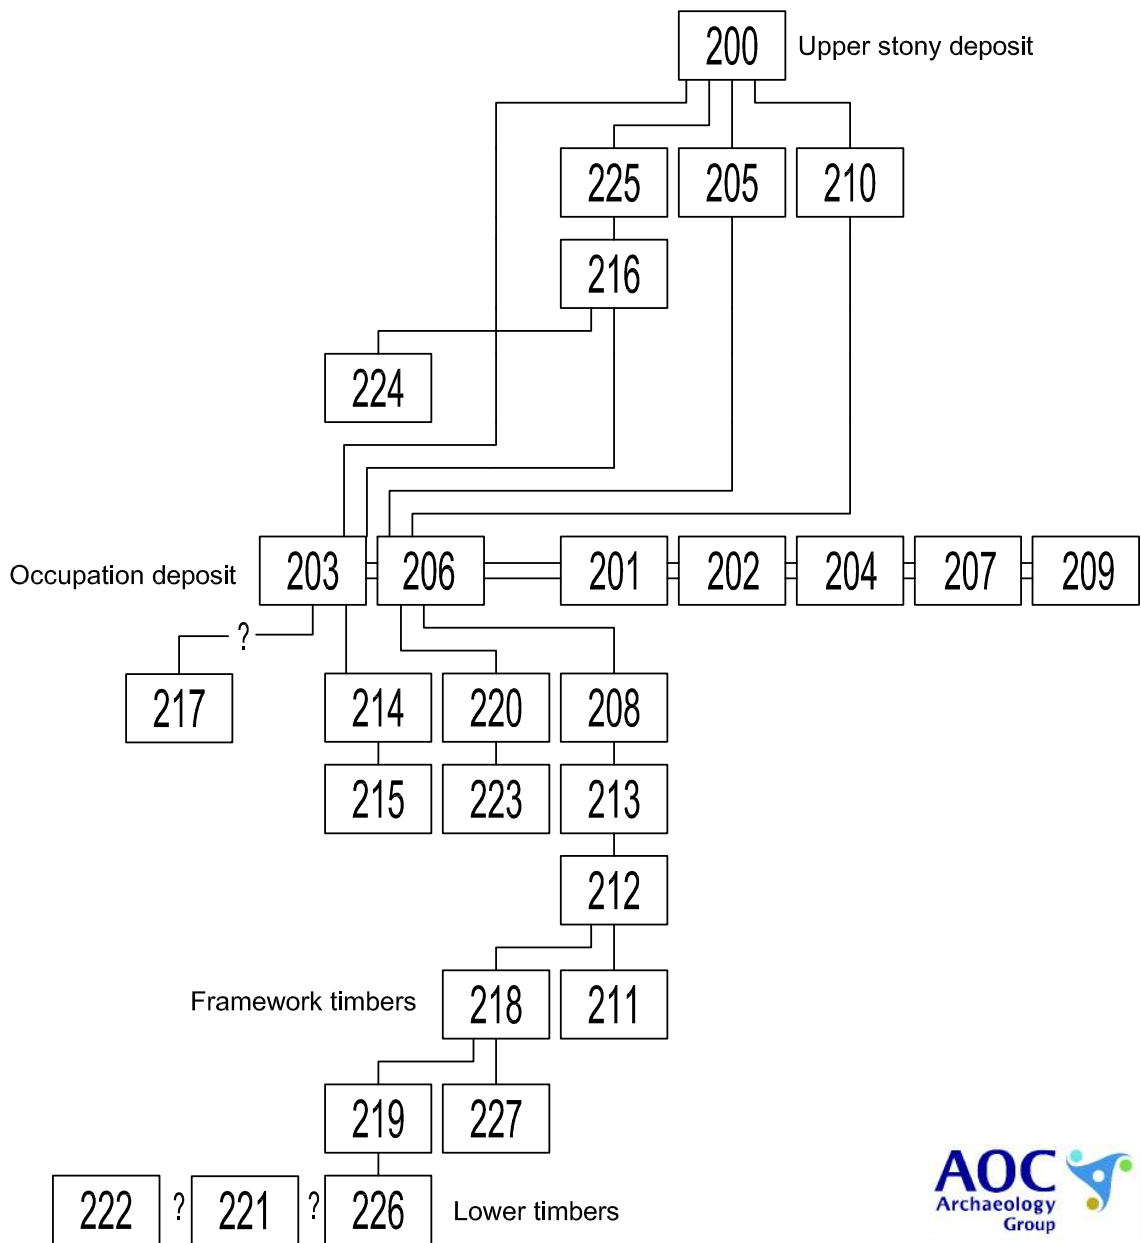 200 Upper stony deposit
225 205 210
216
224
Occupation deposit 203 206 201 202 204 207 209
?
217 214 220 208
215 223 213
212
Framework timbers 218 211
219 227
222 ? 221 ? 226 Lower timbers
AOC
Archaeology
Group